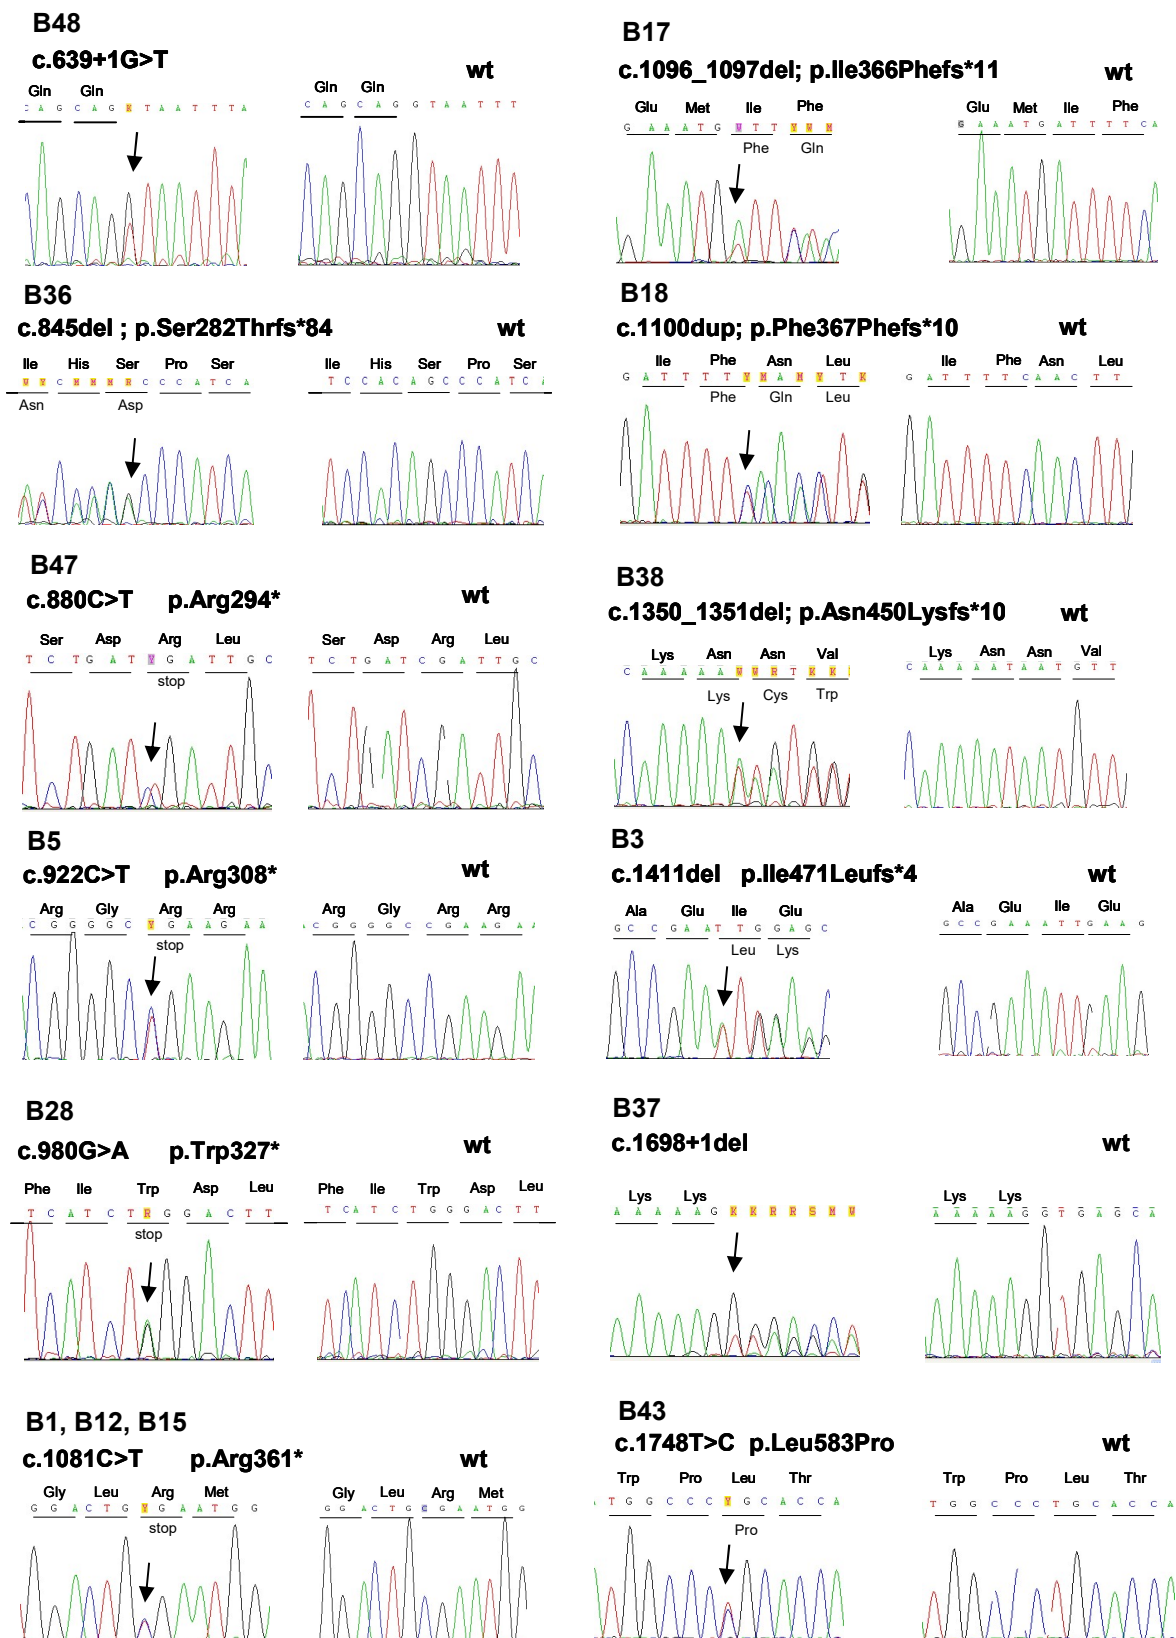 B48
c.639+1G>T
wt
Gln Gln
C A G C A G K T A A T T T A
Gln Gln
C A G C A G G T A A T T T
B17
c.1096_1097del; p.Ile366Phefs*11
wt
Glu Met Ile Phe
G A A A T G W T T Y W M
Phe Gln
Glu Met Ile Phe
G A A A T G A T T T T C A
B36
c.845del ; p.Ser282Thrfs*84
wt
Ile His Ser Pro Ser
W Y C M M M R C C C A T C A
Asn Asp
Ile His Ser Pro Ser
T C C A C A G C C C A T C A
B18
c.1100dup; p.Phe367Phefs*10
wt
Ile Phe Asn Leu
G A T T T T Y M A M Y T K
Phe Gln Leu
Ile Phe Asn Leu
G A T T T T C A A C T T
B47
c.880C>T p.Arg294*
wt
Ser Asp Arg Leu
T C T G A T Y G A T T G C
stop
Ser Asp Arg Leu
T C T G A T C G A T T G C
B38
c.1350_1351del; p.Asn450Lysfs*10
wt
Lys Asn Asn Val
C A A A A A W W R T K K
Lys Cys Trp
Lys Asn Asn Val
C A A A A A T A A T G T T
B5
c.922C>T p.Arg308*
wt
Arg Gly Arg Arg
C G G G G C Y G A A G A A
stop
Arg Gly Arg Arg
A C G G G G C C G A A G A A
B3
c.1411del p.Ile471Leufs*4
wt
Ala Glu Ile Glu
G C C G A A T T G G A G C
Leu Lys
Ala Glu Ile Glu
G C C G A A A T T G A A G
B28
c.980G>A p.Trp327*
wt
Phe Ile Trp Asp Leu
T C A T C T R G G A C T T
stop
Phe Ile Trp Asp Leu
T C A T C T G G G A C T T
B37
c.1698+1del
wt
Lys Lys
A A A A A G K K R R S M W
Lys Lys
A A A A A G G T G A G C A
B1, B12, B15
c.1081C>T p.Arg361*
wt
Gly Leu Arg Met
G G A C T G Y G A A T G G
stop
Gly Leu Arg Met
G G A C T G C G A A T G G
B43
c.1748T>C p.Leu583Pro
wt
Trp Pro Leu Thr
T G G C C C Y G C A C C A
Pro
Trp Pro Leu Thr
T G G C C C T G C A C C A